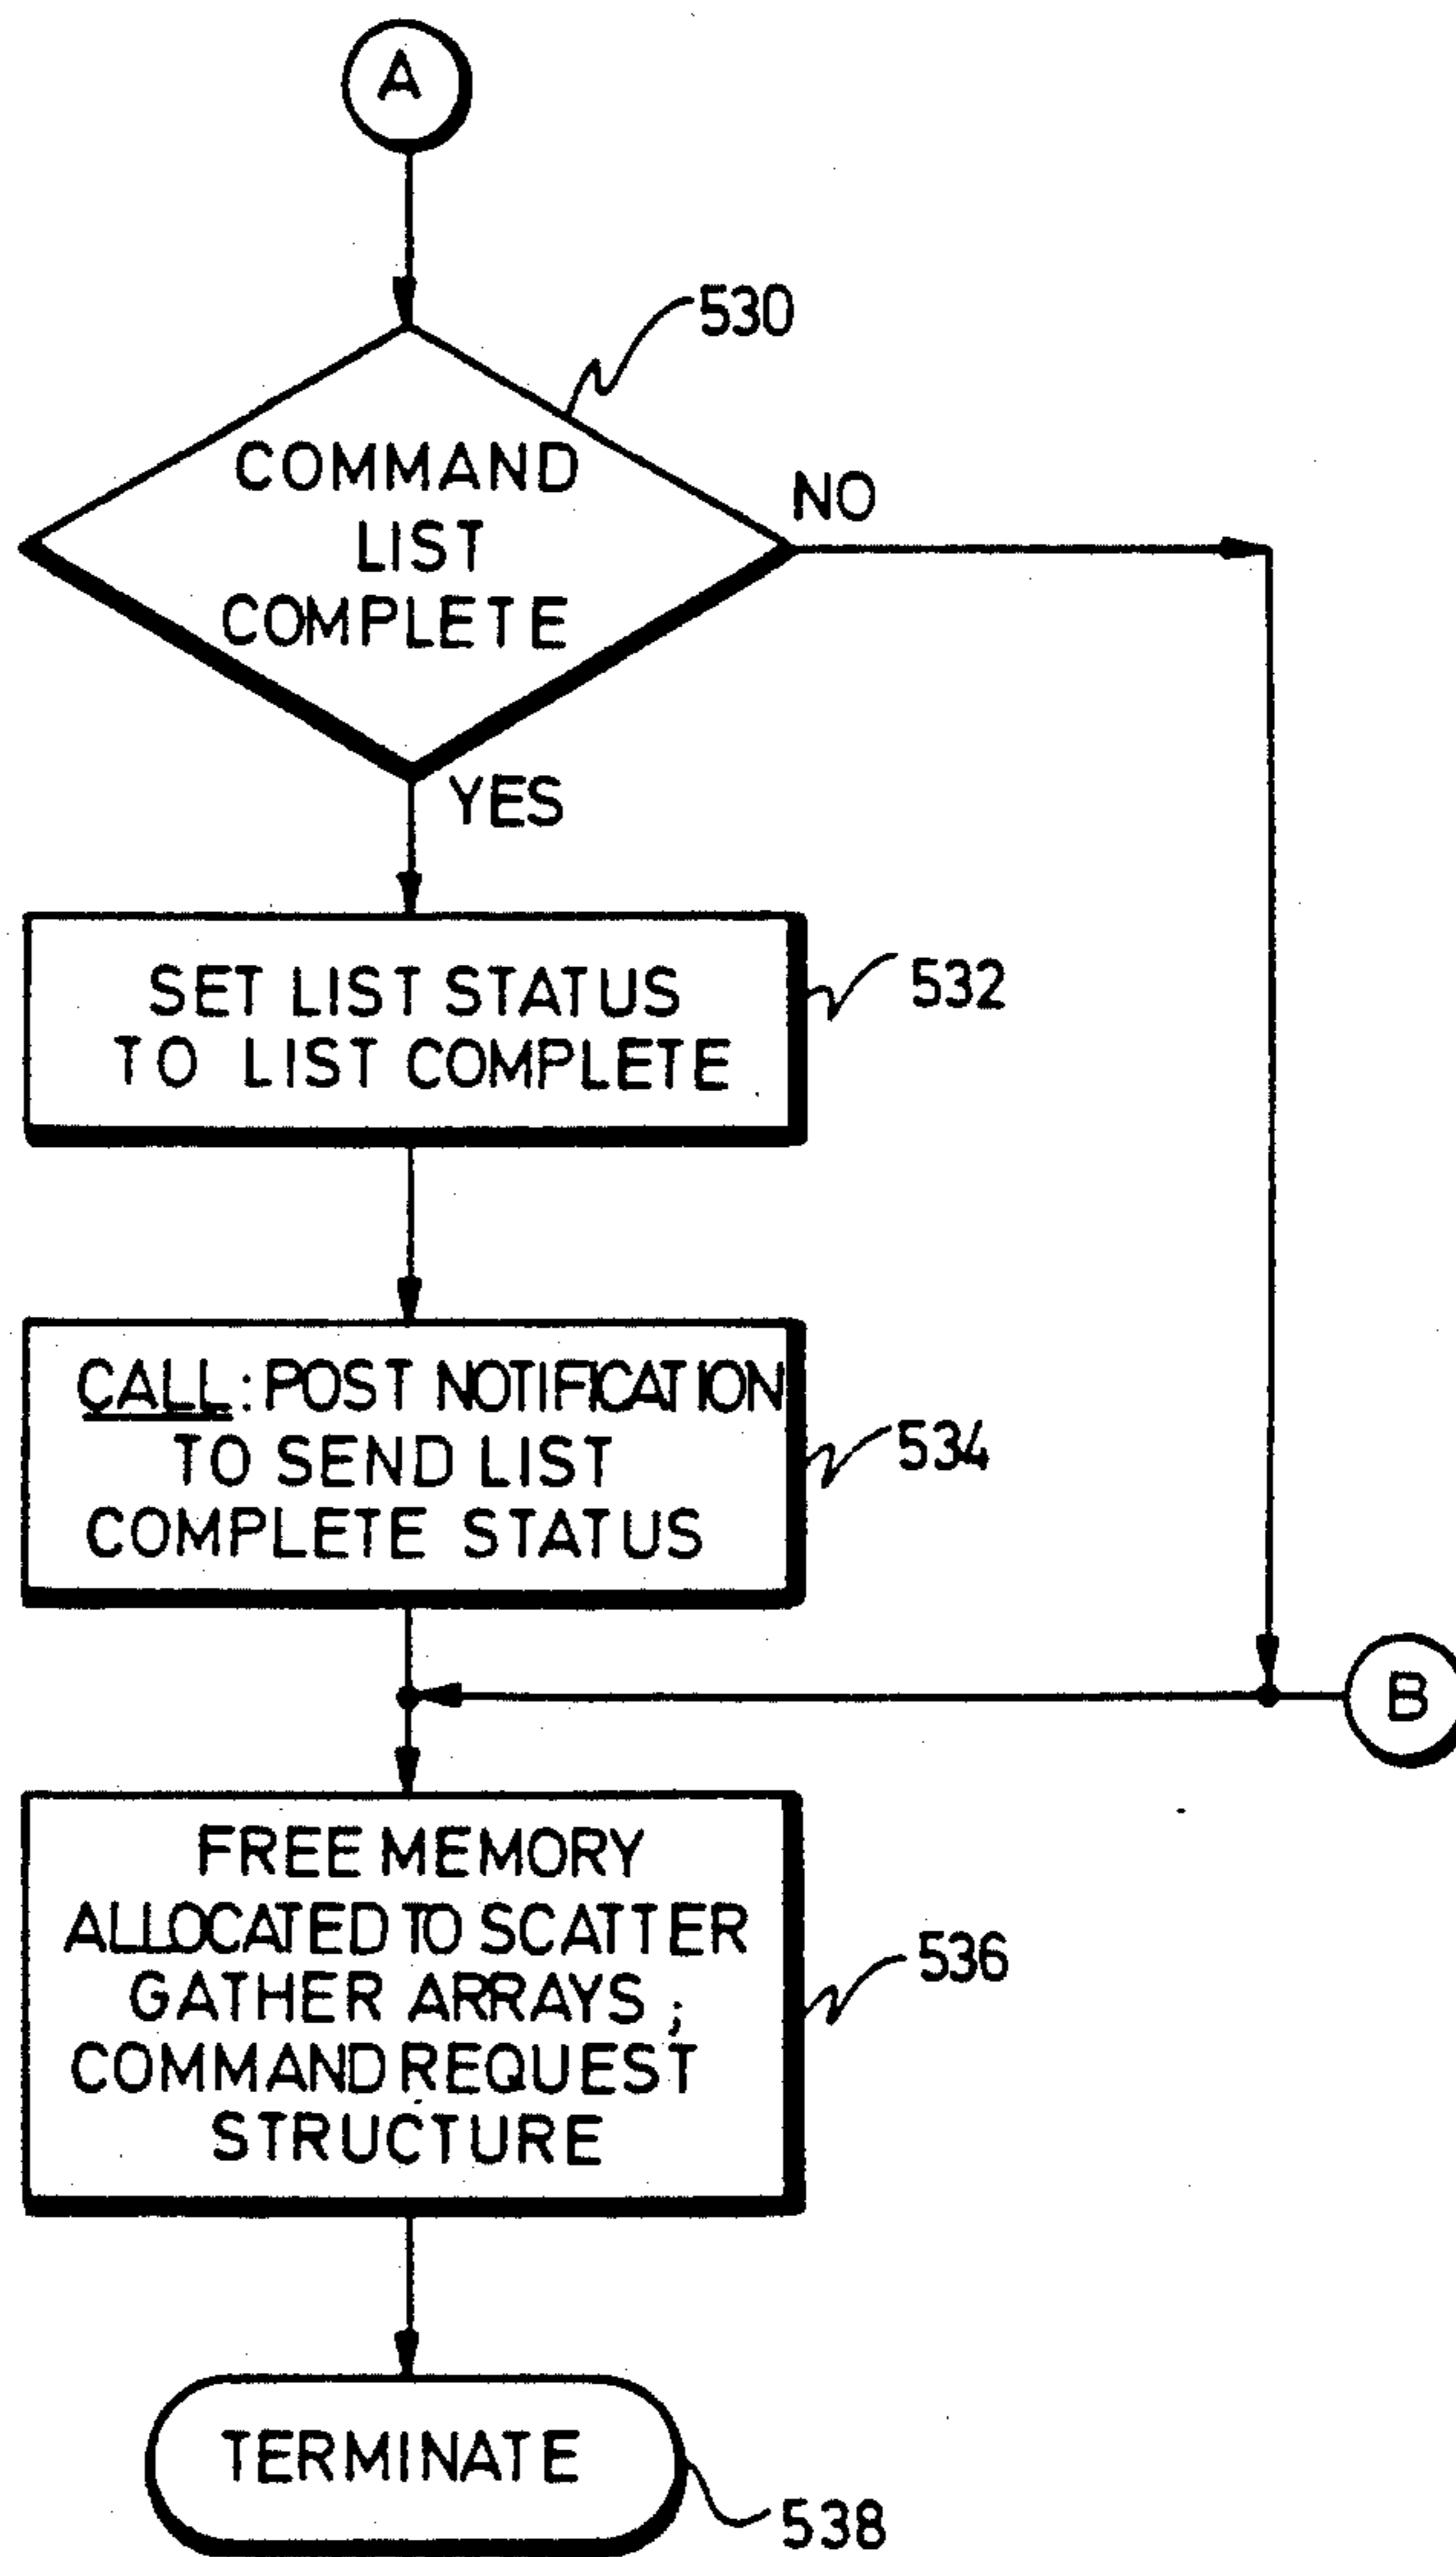 A
530
COMMAND
LIST
COMPLETE
NO
YES
SET LIST STATUS
TO LIST COMPLETE
532
CALL: POST NOTIFICATION
TO SEND LIST
COMPLETE STATUS
534
B
FREE MEMORY
ALLOCATED TO SCATTER
GATHER ARRAYS ;
COMMAND REQUEST
STRUCTURE
536
TERMINATE
538